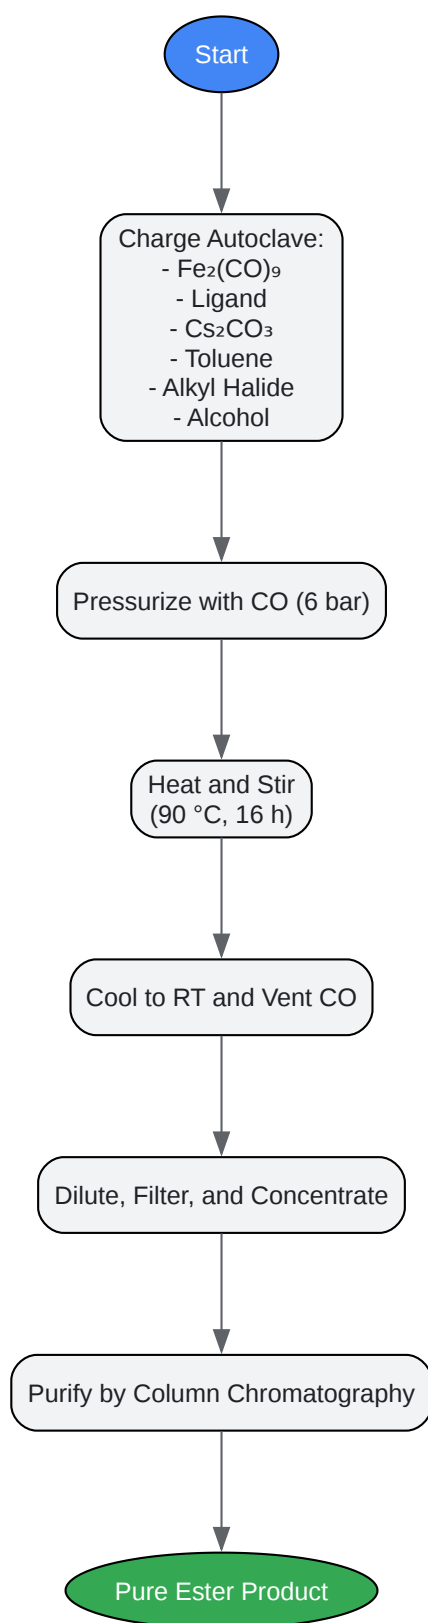 Start
Charge Autoclave:
- Fe₂(CO)₉
- Ligand
- Cs₂CO₃
- Toluene
- Alkyl Halide
- Alcohol
Pressurize with CO (6 bar)
Heat and Stir
(90 °C, 16 h)
Cool to RT and Vent CO
Dilute, Filter, and Concentrate
Purify by Column Chromatography
Pure Ester Product